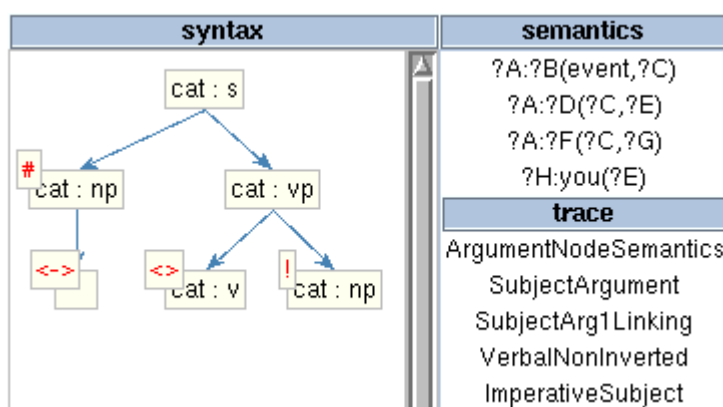 syntax
cat : s
#
cat : np
cat : vp
<->
<>
cat : v
!
cat : np
semantics
?A:?B(event,?C)
?A:?D(?C,?E)
?A:?F(?C,?G)
?H:you(?E)
trace
ArgumentNodeSemantics
SubjectArgument
SubjectArg1Linking
VerbalNonInverted
ImperativeSubject